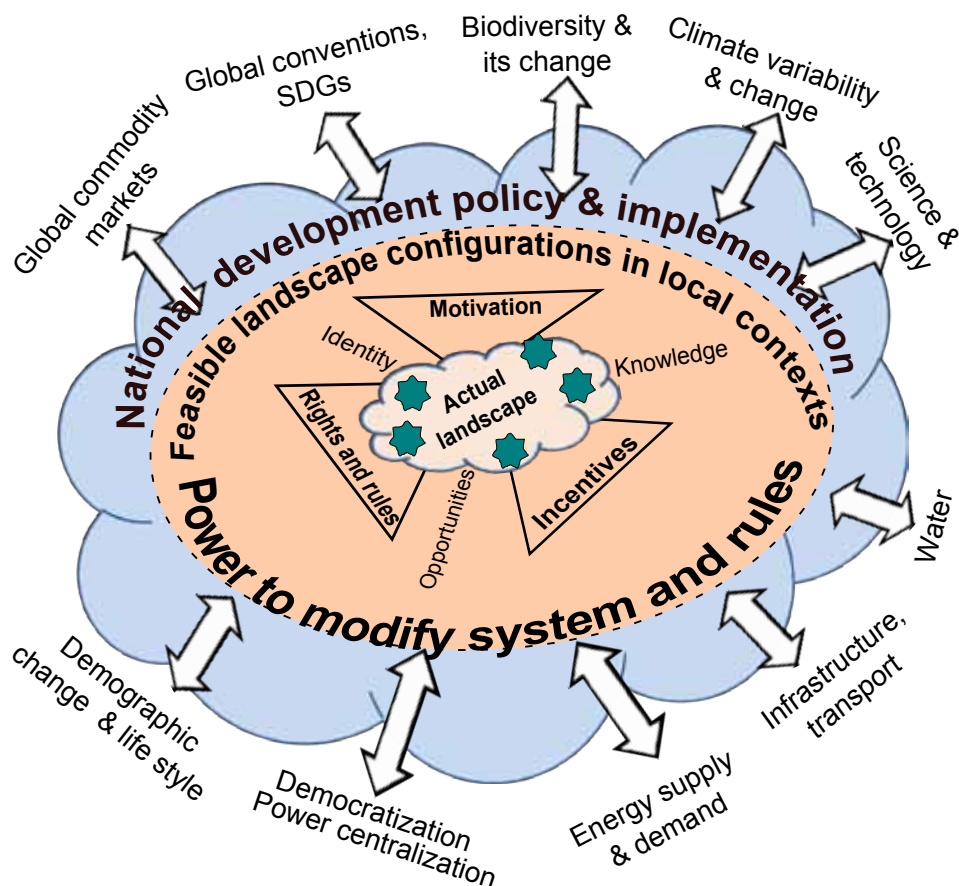 Biodiversity &
its change
Global conventions,
SDGs
Climate variability
& change
Global commodity
markets
Science &
technology
National development policy & implementation
Feasible landscape configurations in local contexts
Motivation
Identity
Knowledge
Actual
landscape
Rights and rules
Incentives
Opportunities
Power to modify system and rules
Water
Infrastructure,
transport
Demographic
change & life style
Energy supply
& demand
Democratization
Power centralization